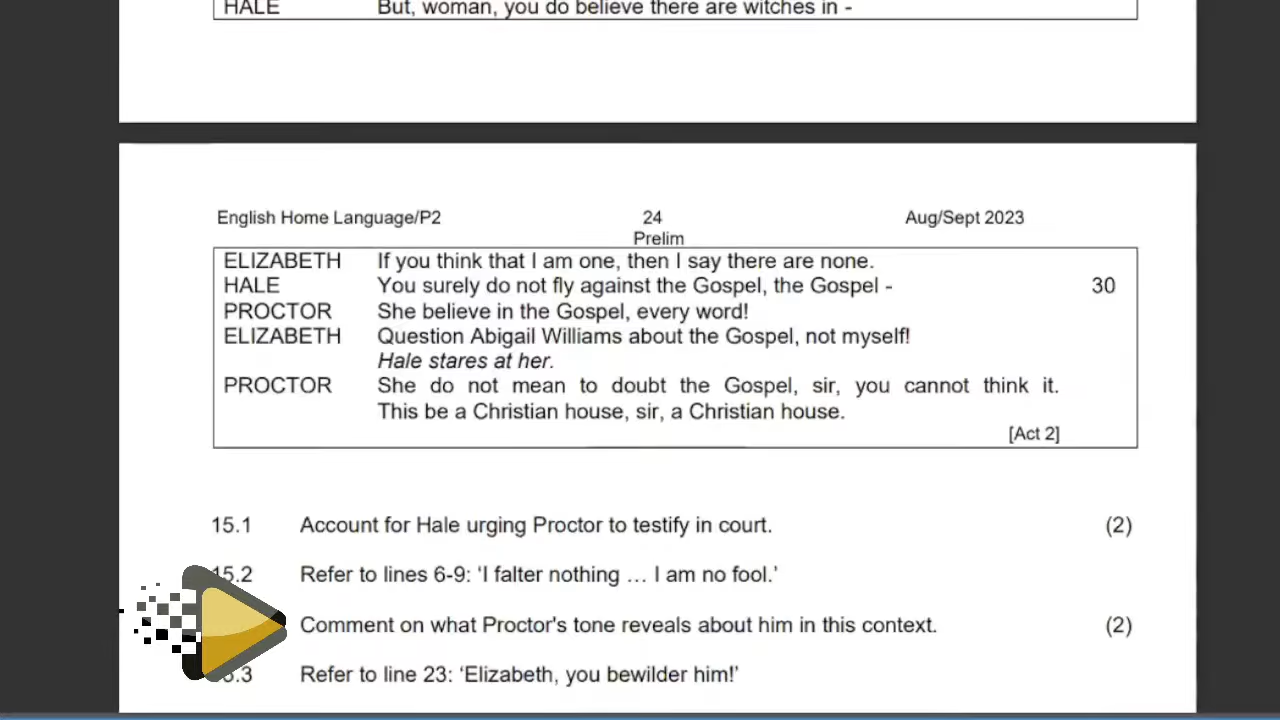 HALE But, woman, you do believe there are witches in -
English Home Language/P2 24 Aug/Sept 2023
Prelim
ELIZABETH If you think that I am one, then I say there are none.
HALE You surely do not fly against the Gospel, the Gospel - 30
PROCTOR She believe in the Gospel, every word!
ELIZABETH Question Abigail Williams about the Gospel, not myself!
Hale stares at her.
PROCTOR She do not mean to doubt the Gospel, sir, you cannot think it.
This be a Christian house, sir, a Christian house.
[Act 2]
15.1 Account for Hale urging Proctor to testify in court. (2)
15.2 Refer to lines 6-9: ‘I falter nothing … I am no fool.’
Comment on what Proctor's tone reveals about him in this context. (2)
5.3 Refer to line 23: ‘Elizabeth, you bewilder him!’